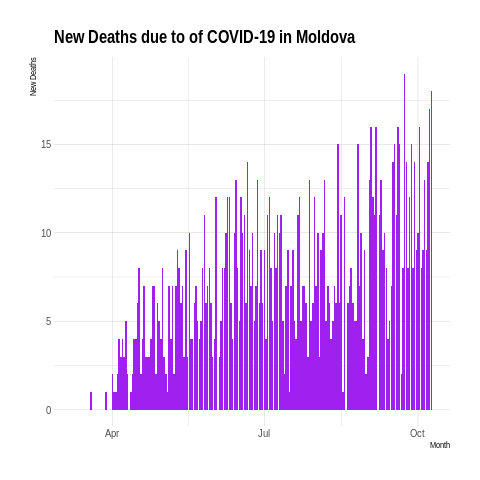 New Deaths due to of COVID-19 in Moldova
New Deaths
15
10
5
0
Apr
Jul
Oct
Month